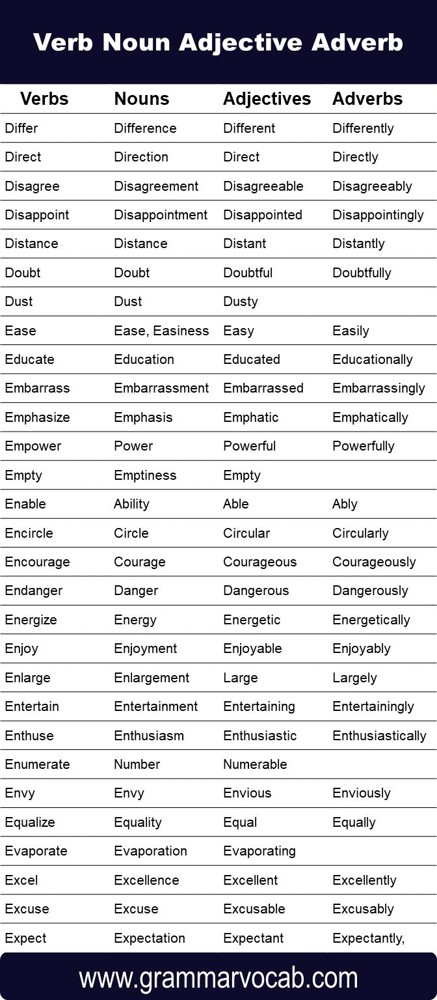 Verb Noun Adjective Adverb
Verbs Nouns Adjectives Adverbs
Differ Difference Different Differently
Direct Direction Direct Directly
Disagree Disagreement Disagreeable Disagreeably
Disappoint Disappointment Disappointed Disappointingly
Distance Distance Distant Distantly
Doubt Doubt Doubtful Doubtfully
Dust Dust Dusty
Ease Ease, Easiness Easy Easily
Educate Education Educated Educationally
Embarrass Embarrassment Embarrassed Embarrassingly
Emphasize Emphasis Emphatic Emphatically
Empower Power Powerful Powerfully
Empty Emptiness Empty
Enable Ability Able Ably
Encircle Circle Circular Circularly
Encourage Courage Courageous Courageously
Endanger Danger Dangerous Dangerously
Energize Energy Energetic Energetically
Enjoy Enjoyment Enjoyable Enjoyably
Enlarge Enlargement Large Largely
Entertain Entertainment Entertaining Entertainingly
Enthuse Enthusiasm Enthusiastic Enthusiastically
Enumerate Number Numerable
Envy Envy Envious Enviously
Equalize Equality Equal Equally
Evaporate Evaporation Evaporating
Excel Excellence Excellent Excellently
Excuse Excuse Excusable Excusably
Expect Expectation Expectant Expectantly,
www.grammarvocab.com